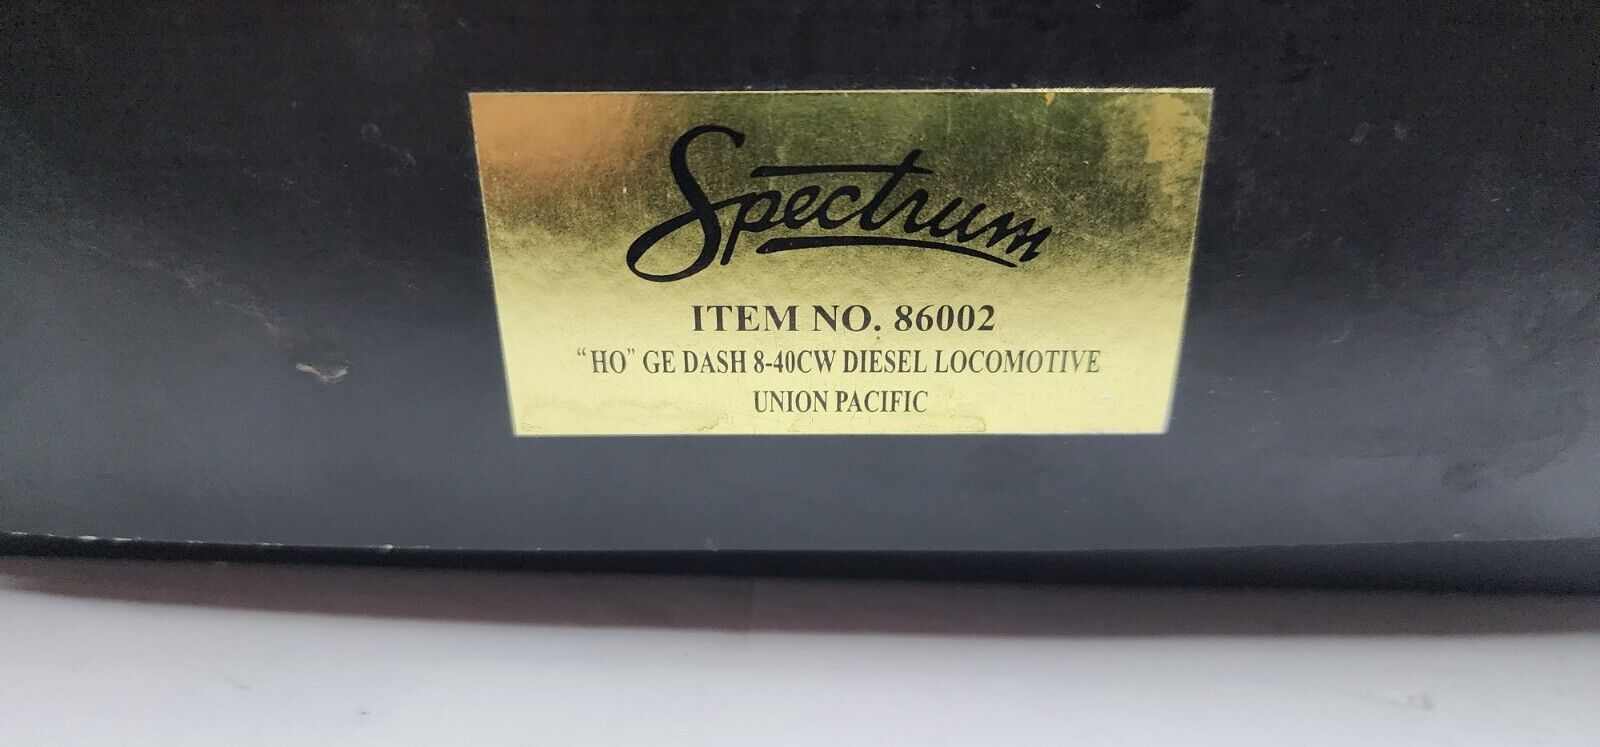 Spectrum
ITEM NO. 86002
"HO" GE DASH 8-40CW DIESEL LOCOMOTIVE
UNION PACIFIC